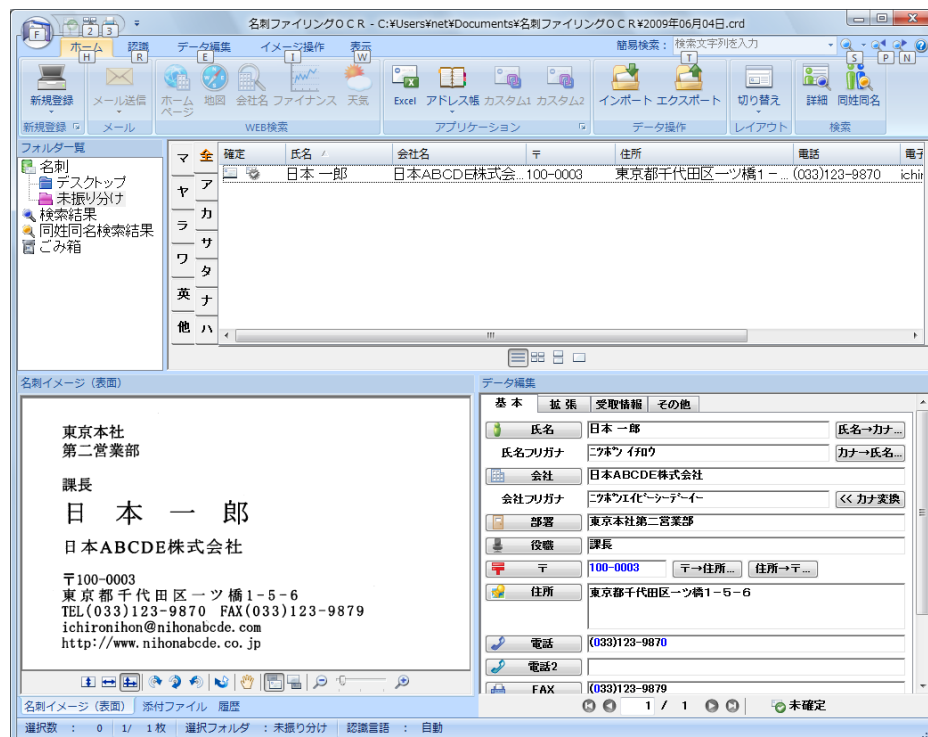 名刺ファイリングＯＣＲ - C:¥Users¥net¥Documents¥名刺ファイリングＯＣＲ¥2009年06月04日.crd
F 2 3
ホーム 認識 データ編集 イメージ操作 表示 簡易検索： 検索文字列を入力
H R E I W T S P N
新規登録 メール送信 ホームページ 地図 会社名 ファイナンス 天気 Excel アドレス帳 カスタム1 カスタム2 インポート エクスポート 切り替え 詳細 同姓同名
新規登録 メール WEB検索 アプリケーション データ操作 レイアウト 検索
フォルダ一覧
名刺
デスクトップ
未振り分け
検索結果
同姓同名検索結果
ごみ箱
マ
ヤ
ラ
ワ
英
他
全
ア
カ
サ
タ
ナ
ハ
確定 氏名 会社名 〒 住所 電話 電子
日本 一郎 日本ABCDE株式会... 100-0003 東京都千代田区一ツ橋1－... (033)123-9870 ichir
名刺イメージ（表面）
東京本社
第二営業部
課長
日本 一郎
日本ABCDE株式会社
〒100-0003
東京都千代田区一ツ橋1-5-6
TEL(033)123-9870 FAX(033)123-9879
ichironihon@nihonabcde.com
http://www.nihonabcde.co.jp
名刺イメージ（表面） 添付ファイル 履歴
データ編集
基本 拡張 受取情報 その他
氏名 日本 一郎 氏名→カナ...
氏名フリガナ ﾆﾂﾎﾟﾝ ｲﾁﾛｳ カナ→氏名...
会社 日本ABCDE株式会社
会社フリガナ ﾆﾂﾎﾟﾝｴｲﾋﾞｰｼｰﾃﾞｰｲｰ << カナ変換
部署 東京本社第二営業部
役職 課長
〒 100-0003 〒→住所... 住所→〒...
住所 東京都千代田区一ツ橋1－5－6
電話 (033)123-9870
電話2
FAX (033)123-9879
1 / 1 未確定
選択数 ： 0 1/ 1枚 選択フォルダ ：未振り分け 認識言語 ： 自動